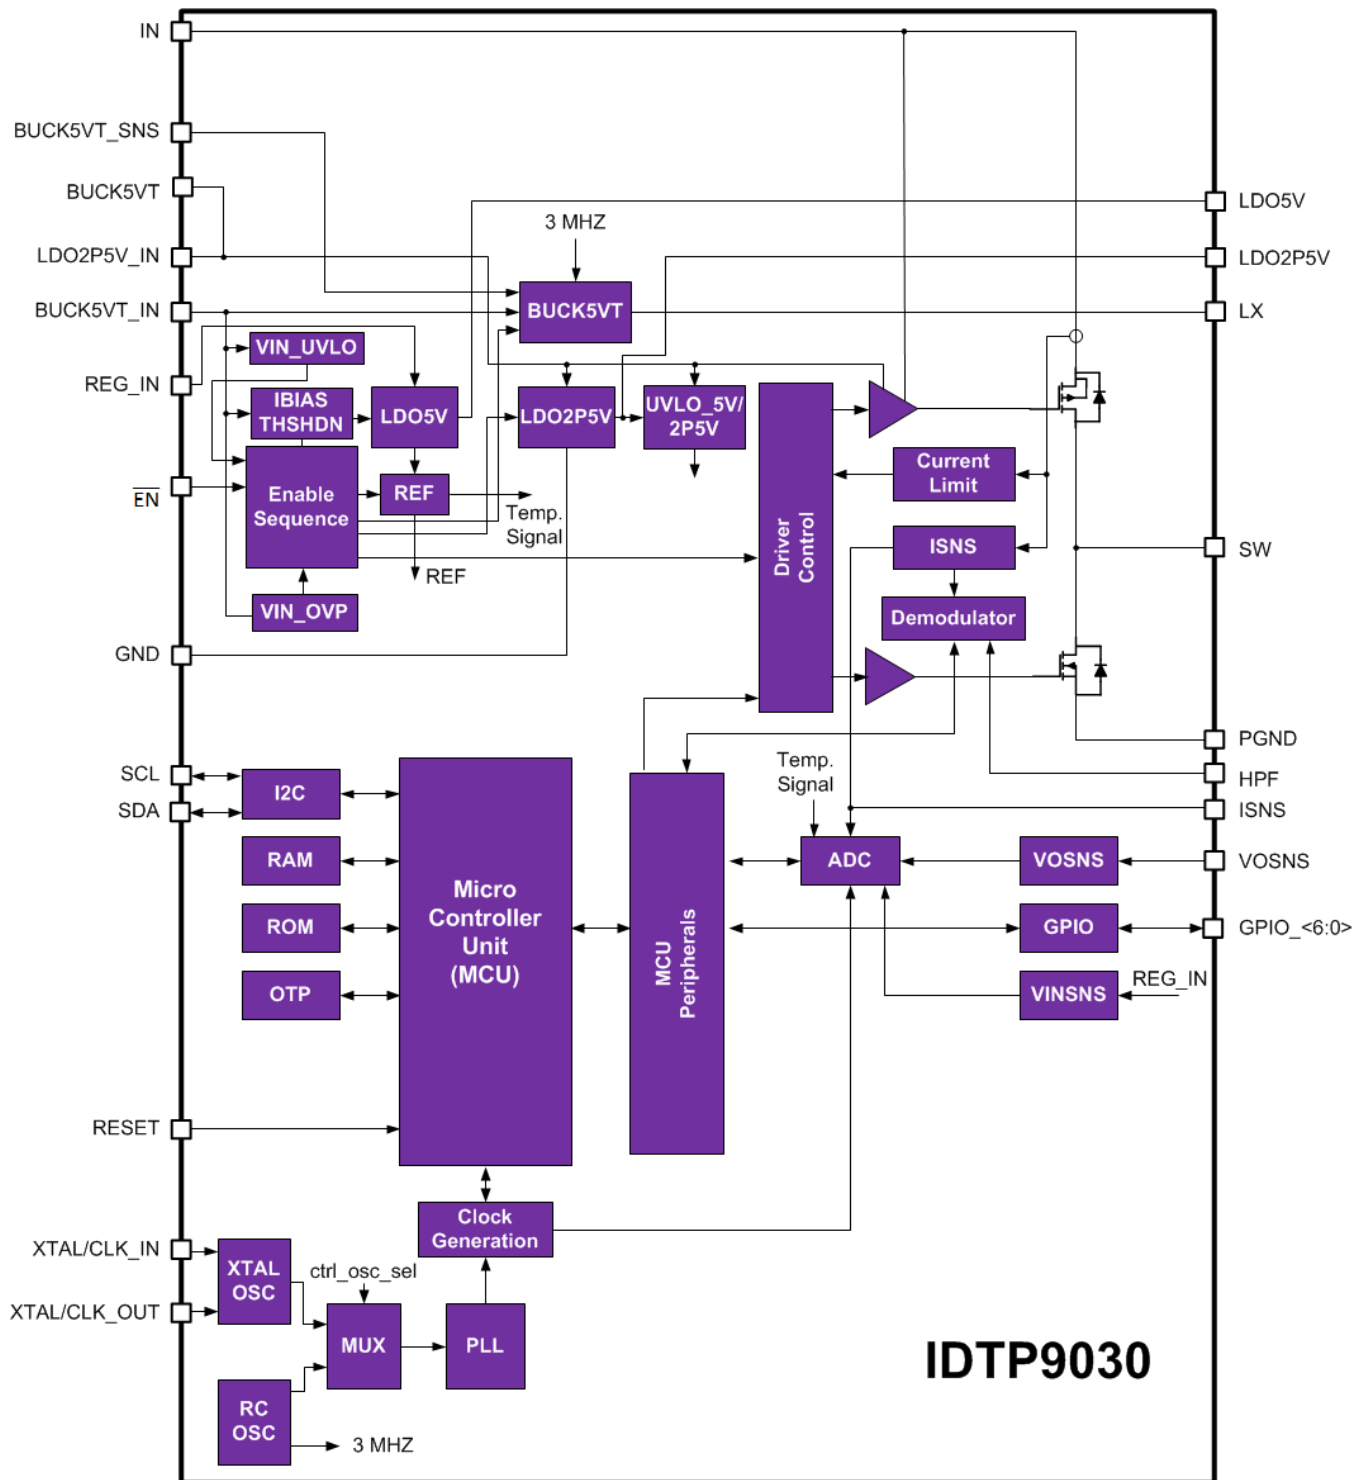 IN
BUCK5VT_SNS
BUCK5VT
LDO5V
3 MHZ
LDO2P5V_IN
LDO2P5V
BUCK5VT_IN
BUCK5VT
LX
VIN_UVLO
REG_IN
IBIAS
THSHDN
LDO5V
LDO2P5V
UVLO_5V/
2P5V
Current
Limit
EN
Enable
Sequence
REF
Temp.
Signal
Driver
Control
ISNS
SW
REF
VIN_OVP
Demodulator
GND
PGND
SCL
I2C
Temp.
Signal
HPF
SDA
ISNS
RAM
ADC
VOSNS
VOSNS
Micro
Controller
Unit
(MCU)
MCU
Peripherals
ROM
GPIO
GPIO_<6:0>
OTP
VINSNS
REG_IN
RESET
Clock
Generation
XTAL/CLK_IN
XTAL
OSC
ctrl_osc_sel
XTAL/CLK_OUT
MUX
PLL
IDTP9030
RC
OSC
3 MHZ